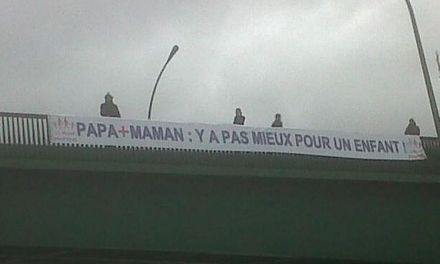 PAPA+MAMAN : Y A PAS MIEUX POUR UN ENFANT !